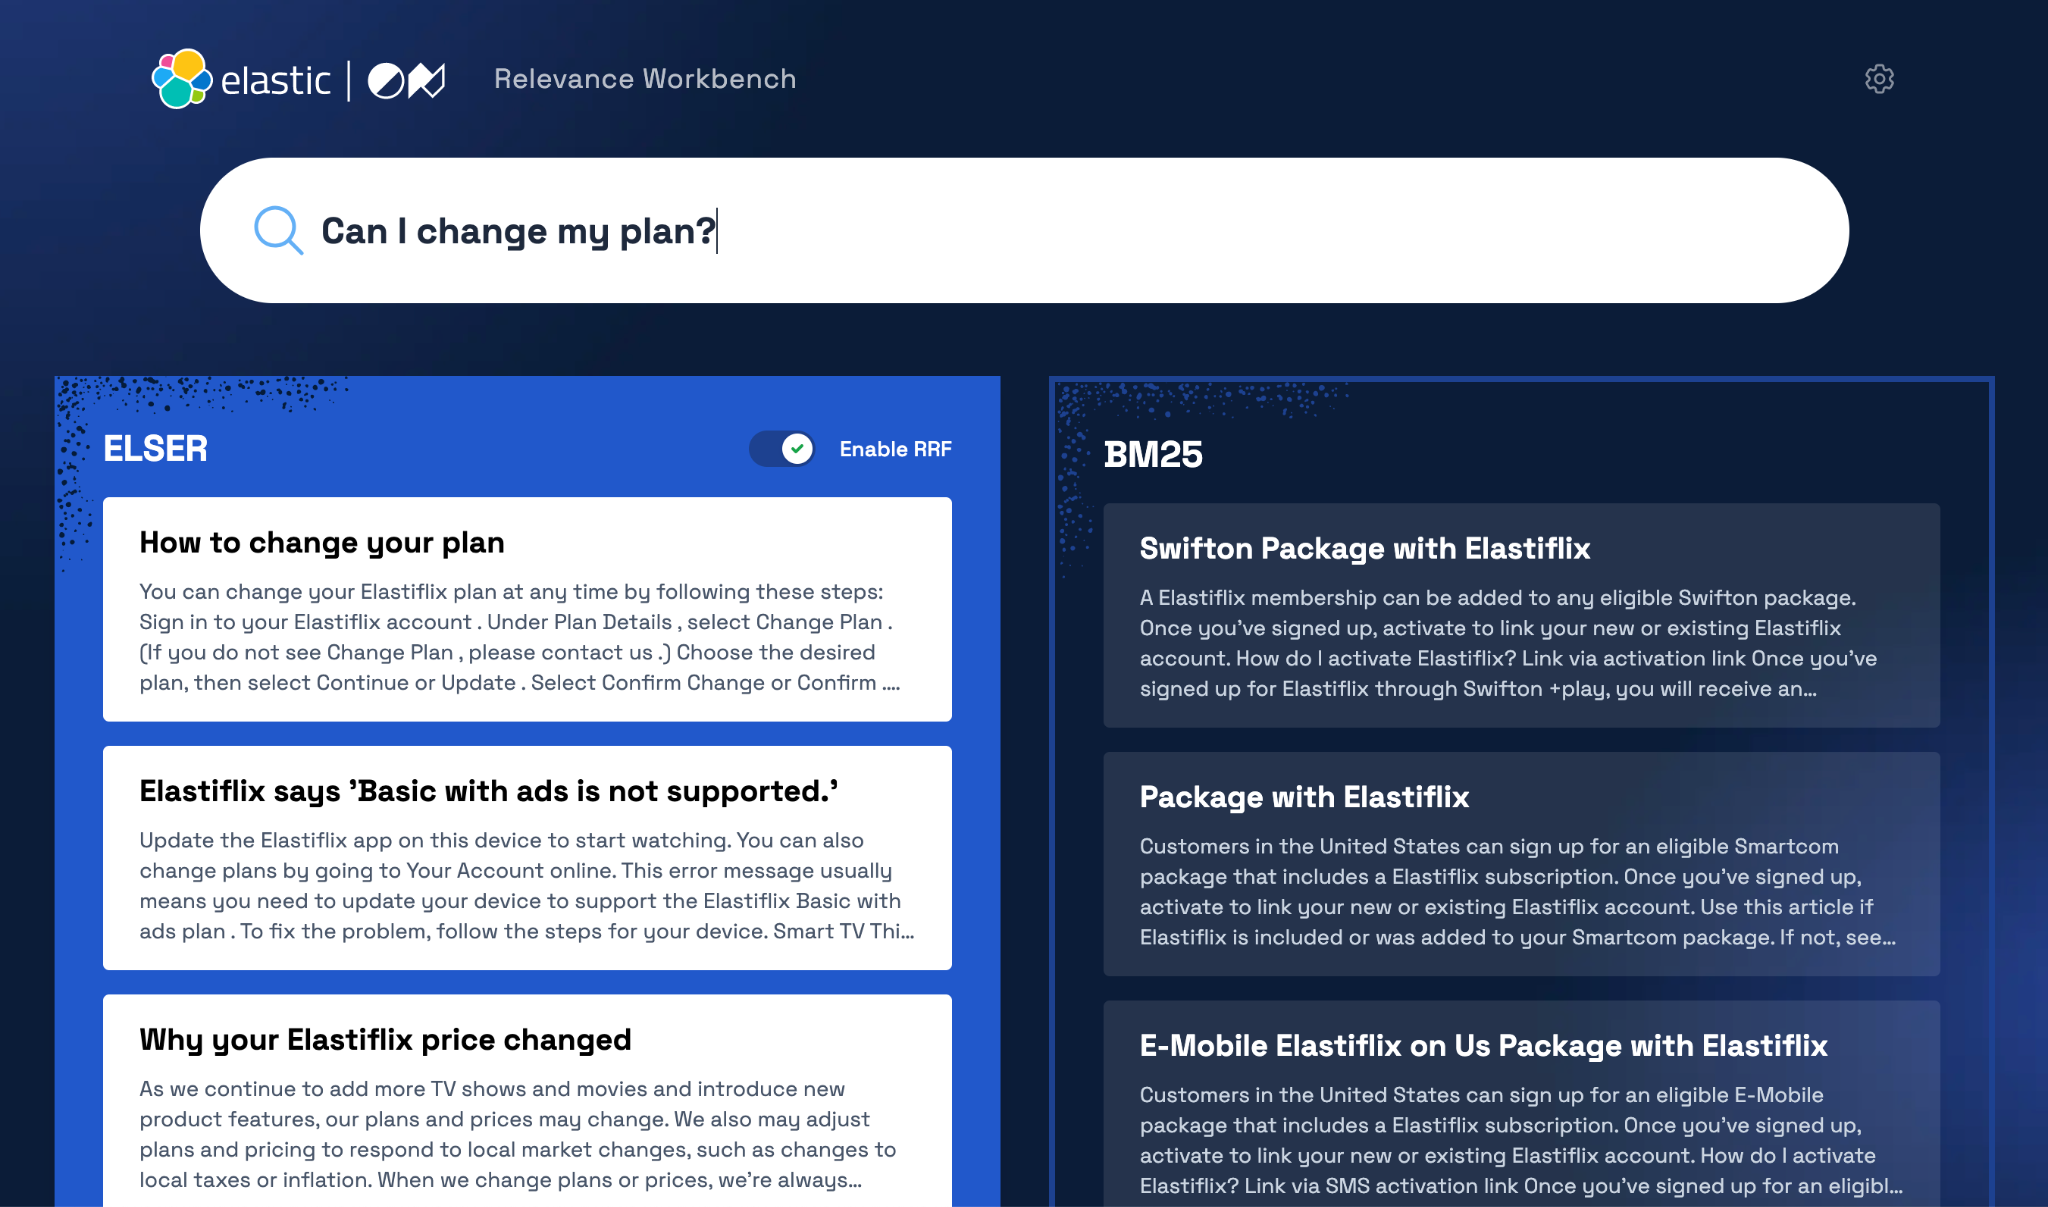 elastic
Relevance Workbench
Can I change my plan?
ELSER
Enable RRF
How to change your plan
You can change your Elastiflix plan at any time by following these steps:
Sign in to your Elastiflix account . Under Plan Details , select Change Plan .
(If you do not see Change Plan , please contact us .) Choose the desired
plan, then select Continue or Update . Select Confirm Change or Confirm ....
Elastiflix says 'Basic with ads is not supported.'
Update the Elastiflix app on this device to start watching. You can also
change plans by going to Your Account online. This error message usually
means you need to update your device to support the Elastiflix Basic with
ads plan . To fix the problem, follow the steps for your device. Smart TV Thi...
Why your Elastiflix price changed
As we continue to add more TV shows and movies and introduce new
product features, our plans and prices may change. We also may adjust
plans and pricing to respond to local market changes, such as changes to
local taxes or inflation. When we change plans or prices, we're always...
BM25
Swifton Package with Elastiflix
A Elastiflix membership can be added to any eligible Swifton package.
Once you've signed up, activate to link your new or existing Elastiflix
account. How do I activate Elastiflix? Link via activation link Once you've
signed up for Elastiflix through Swifton +play, you will receive an...
Package with Elastiflix
Customers in the United States can sign up for an eligible Smartcom
package that includes a Elastiflix subscription. Once you've signed up,
activate to link your new or existing Elastiflix account. Use this article if
Elastiflix is included or was added to your Smartcom package. If not, see...
E-Mobile Elastiflix on Us Package with Elastiflix
Customers in the United States can sign up for an eligible E-Mobile
package that includes a Elastiflix subscription. Once you've signed up,
activate to link your new or existing Elastiflix account. How do I activate
Elastiflix? Link via SMS activation link Once you've signed up for an eligibl...